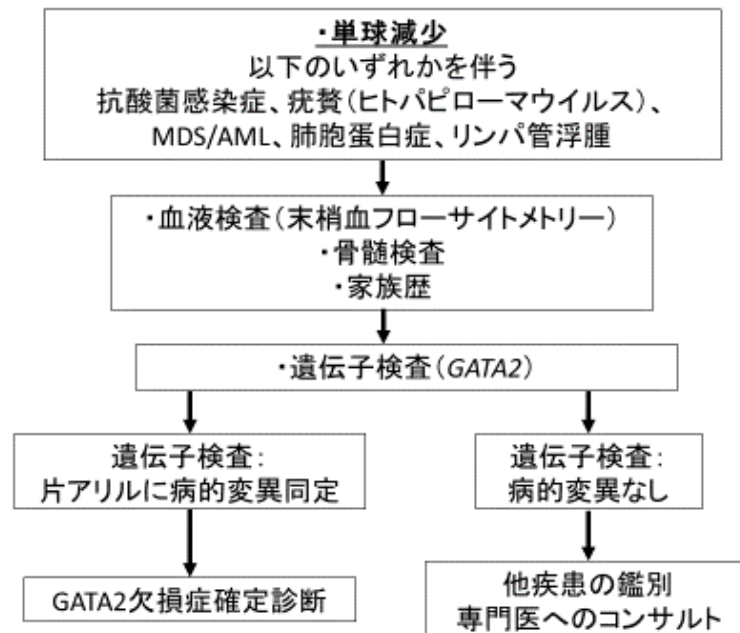 ・単球減少
以下のいずれかを伴う
抗酸菌感染症、疣贅（ヒトパピローマウイルス）、
MDS/AML、肺胞蛋白症、リンパ管浮腫
・血液検査（末梢血フローサイトメトリー）
・骨髄検査
・家族歴
・遺伝子検査（GATA2）
遺伝子検査：
片アリルに病的変異同定
遺伝子検査：
病的変異なし
GATA2欠損症確定診断
他疾患の鑑別
専門医へのコンサルト